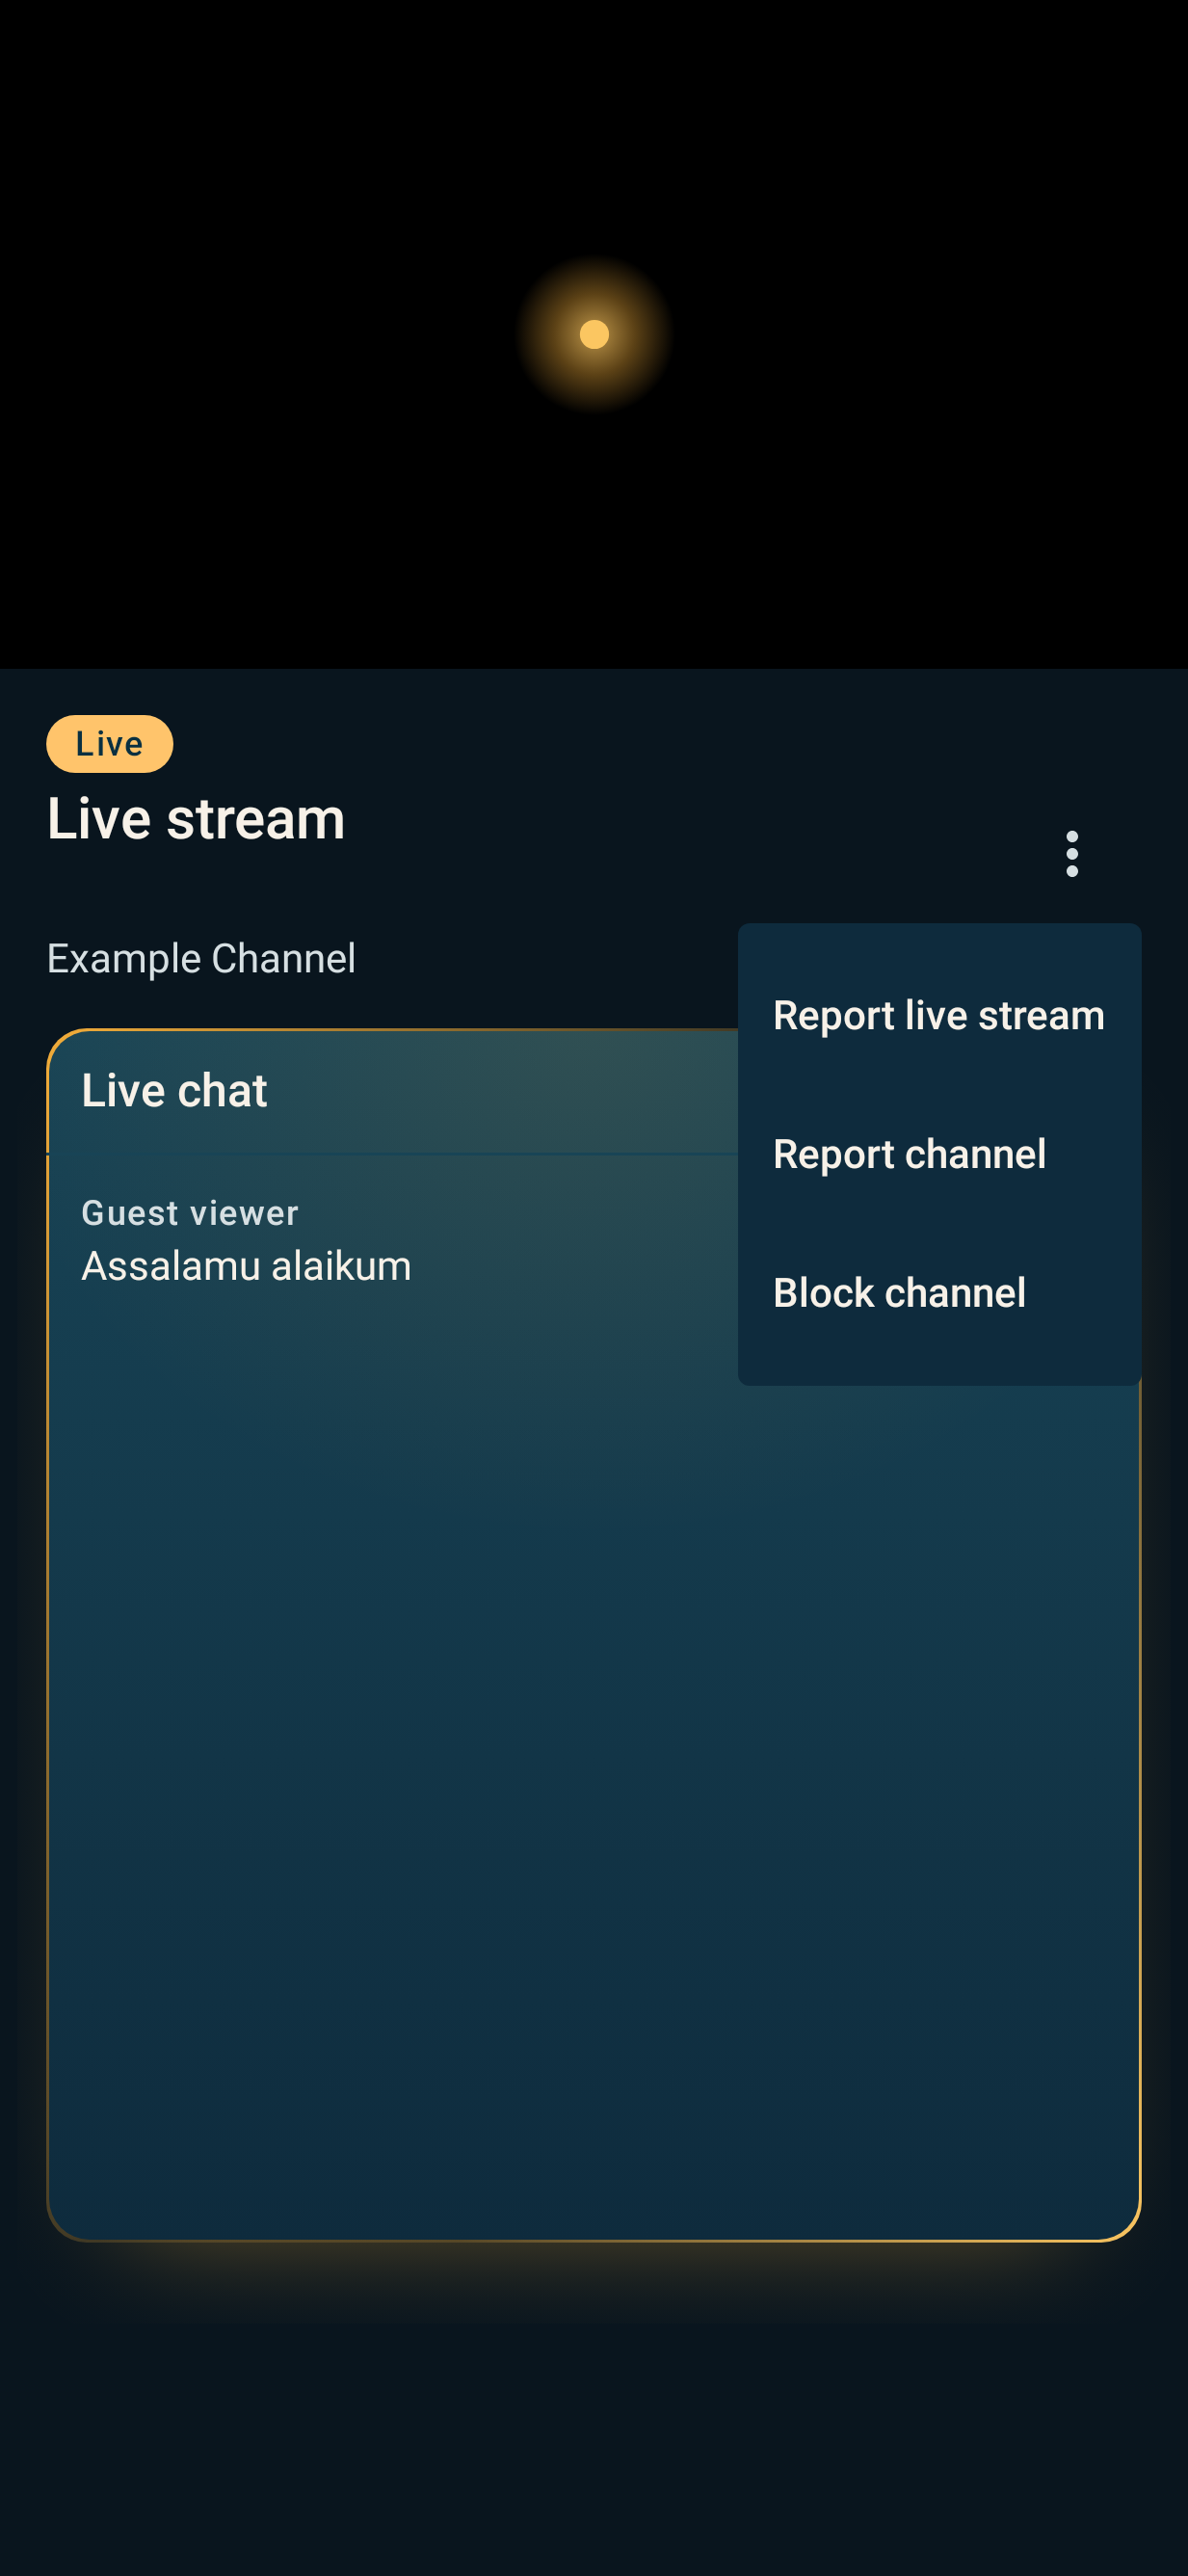 Live
Live stream
Example Channel
Report live stream
Report channel
Block channel
Live chat
Guest viewer
Assalamu alaikum